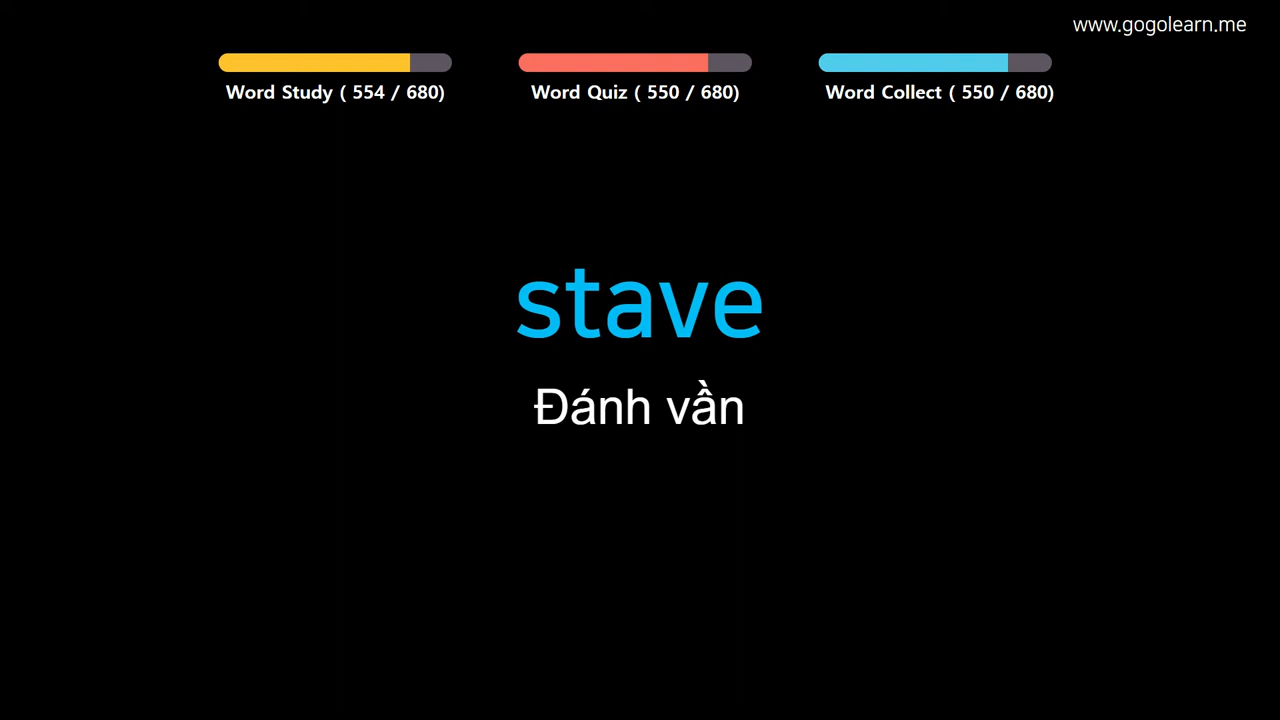 www.gogolearn.me
Word Study ( 554 / 680)
Word Quiz ( 550 / 680)
Word Collect ( 550 / 680)
stave
Đánh vần